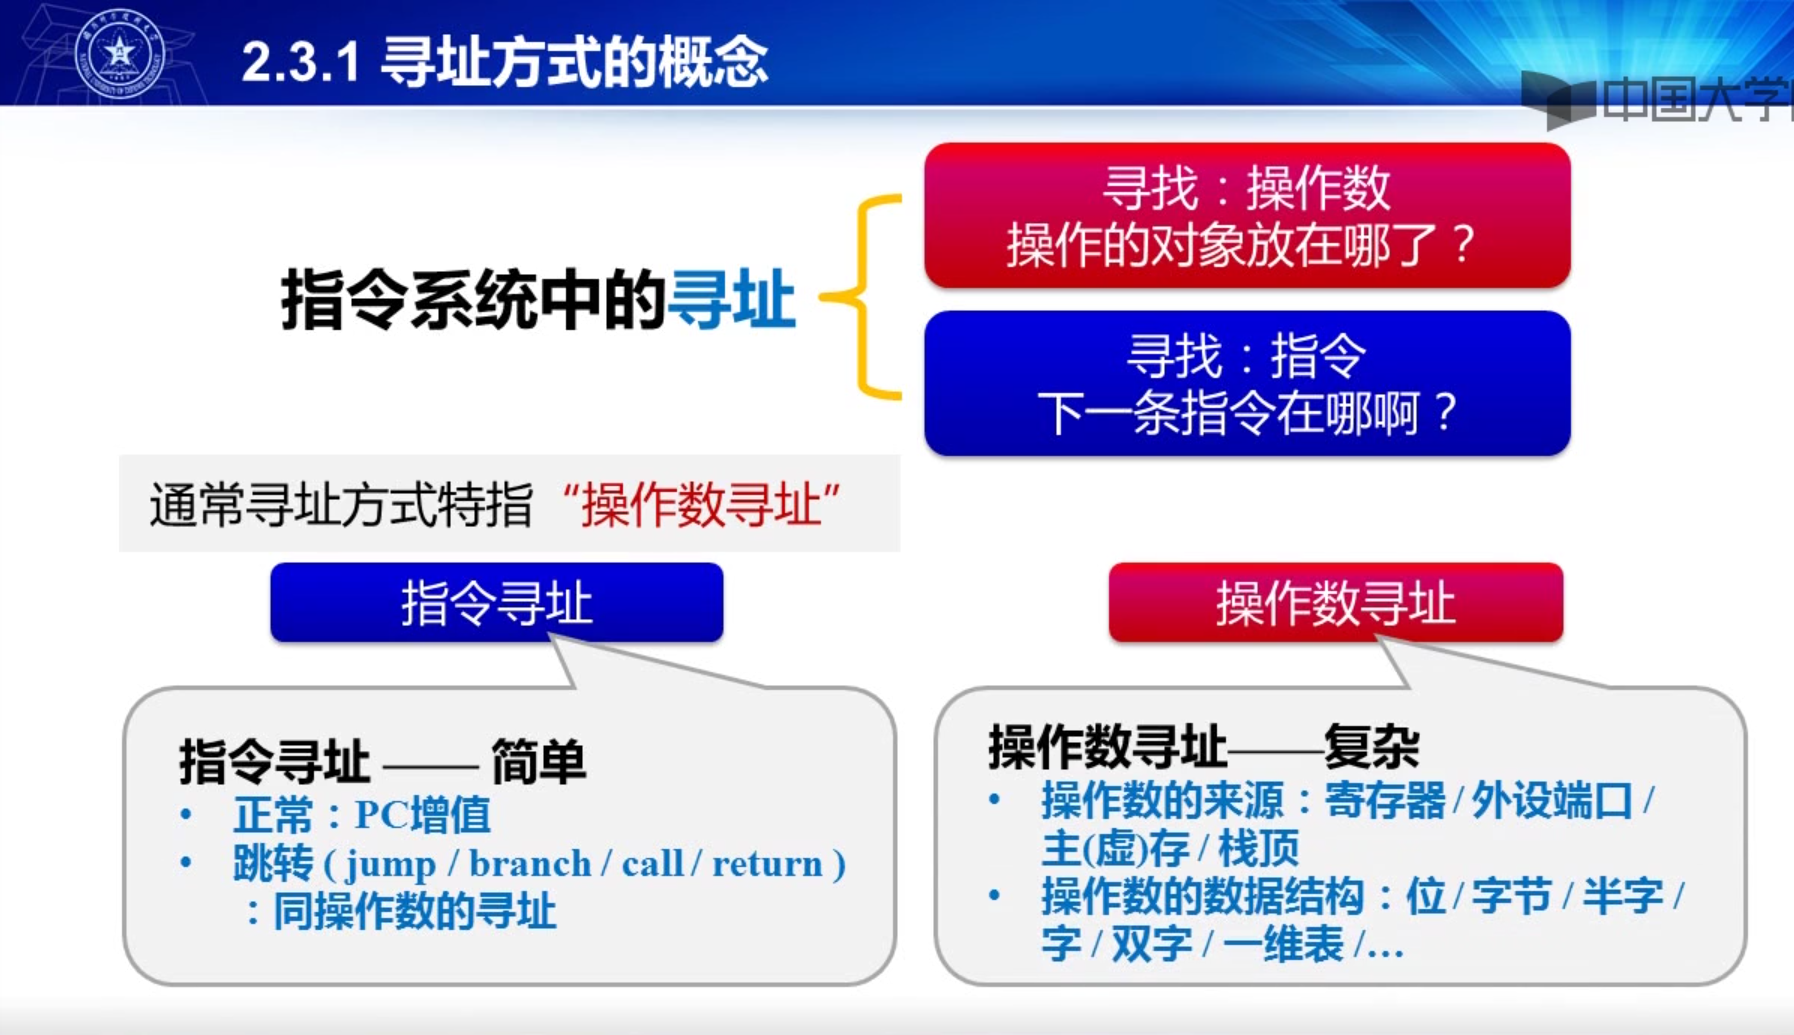 2.3.1 寻址方式的概念
中国大学
寻找：操作数
操作的对象放在哪了？
指令系统中的寻址
寻找：指令
下一条指令在哪啊？
通常寻址方式特指“操作数寻址”
指令寻址
操作数寻址
指令寻址 —— 简单
• 正常：PC增值
• 跳转 ( jump / branch / call / return )
：同操作数的寻址
操作数寻址——复杂
• 操作数的来源：寄存器 / 外设端口 /
主(虚)存 / 栈顶
• 操作数的数据结构：位 / 字节 / 半字 /
字 / 双字 / 一维表 /…